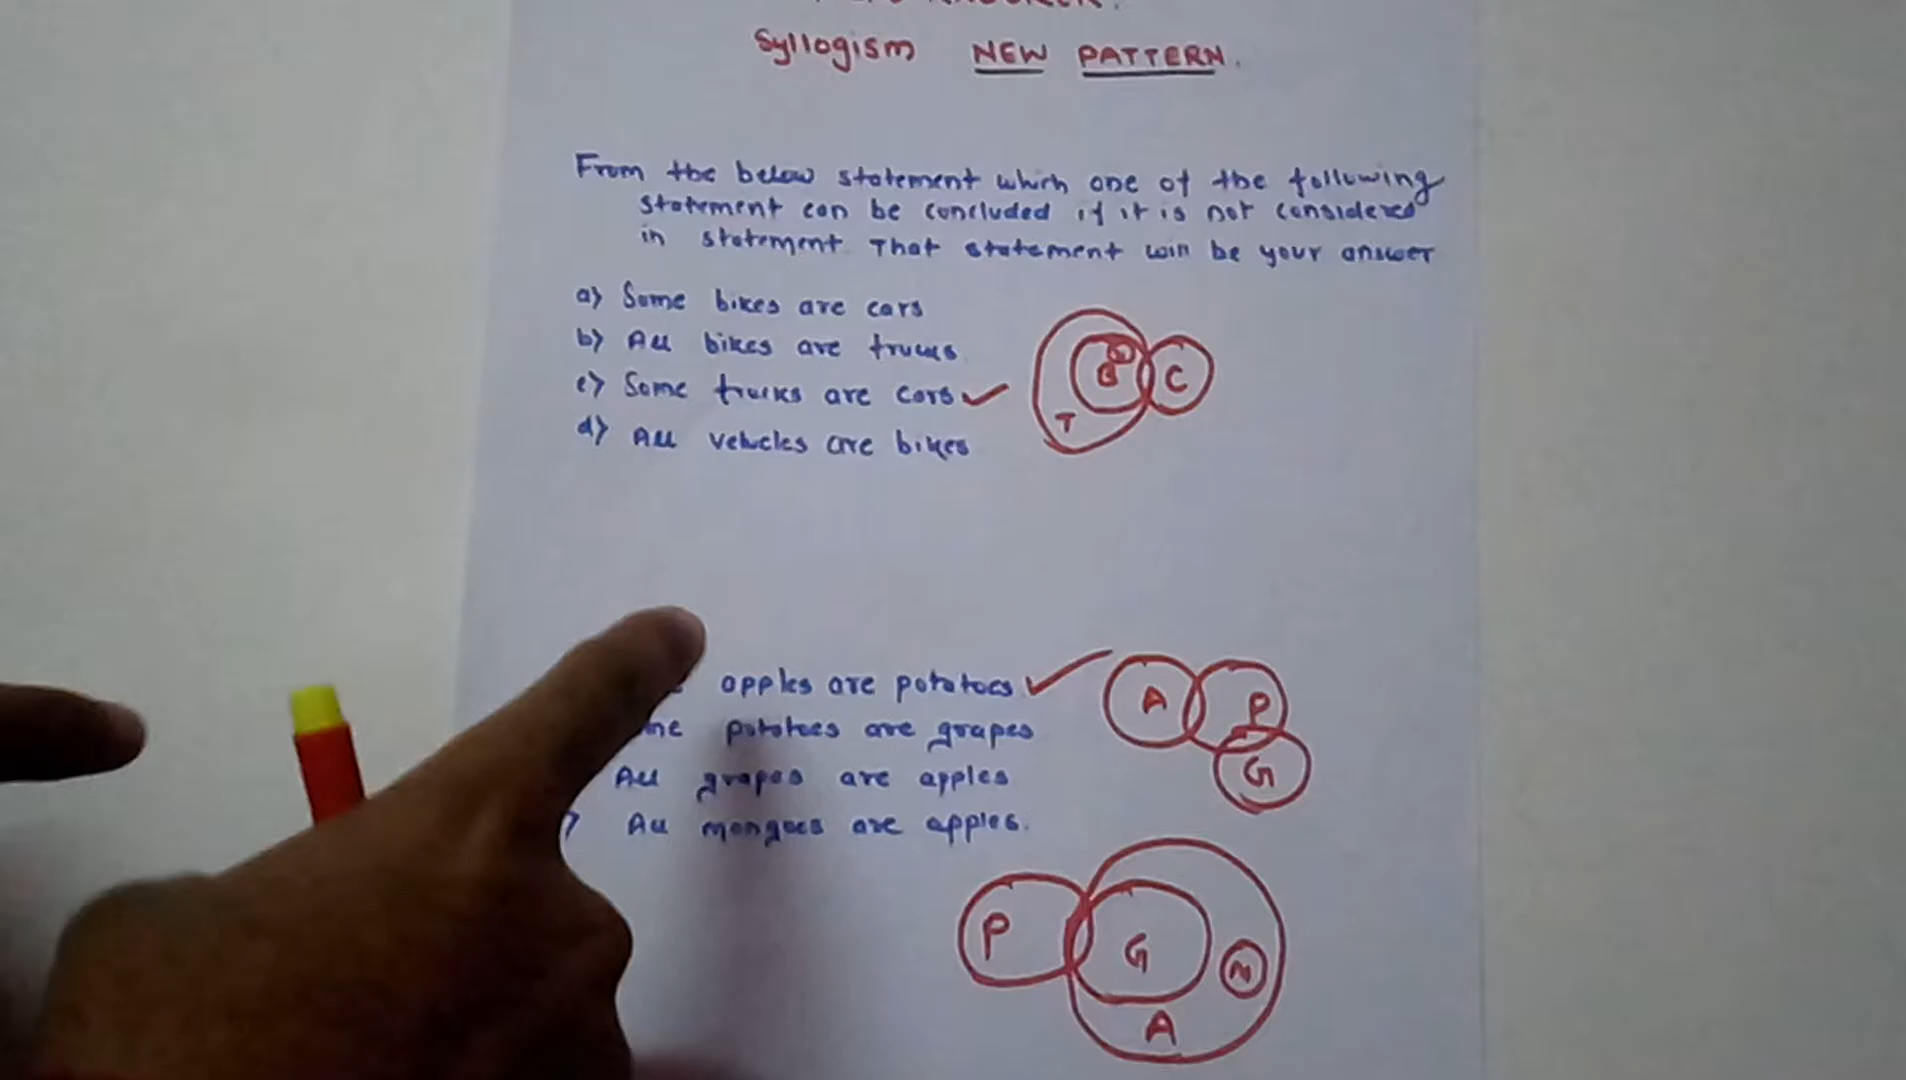 Syllogism NEW PATTERN.
From the below statement which one of the following
statement can be concluded if it is not considered
in statement. That statement will be your answer
a) Some bikes are cars
b) All bikes are trucks
c) Some trucks are cars
B C
T
d) All vehicles are bikes
apples are potatoes
A P
potatoes are grapes
G
All grapes are apples
All mangoes are apples.
P G M
A